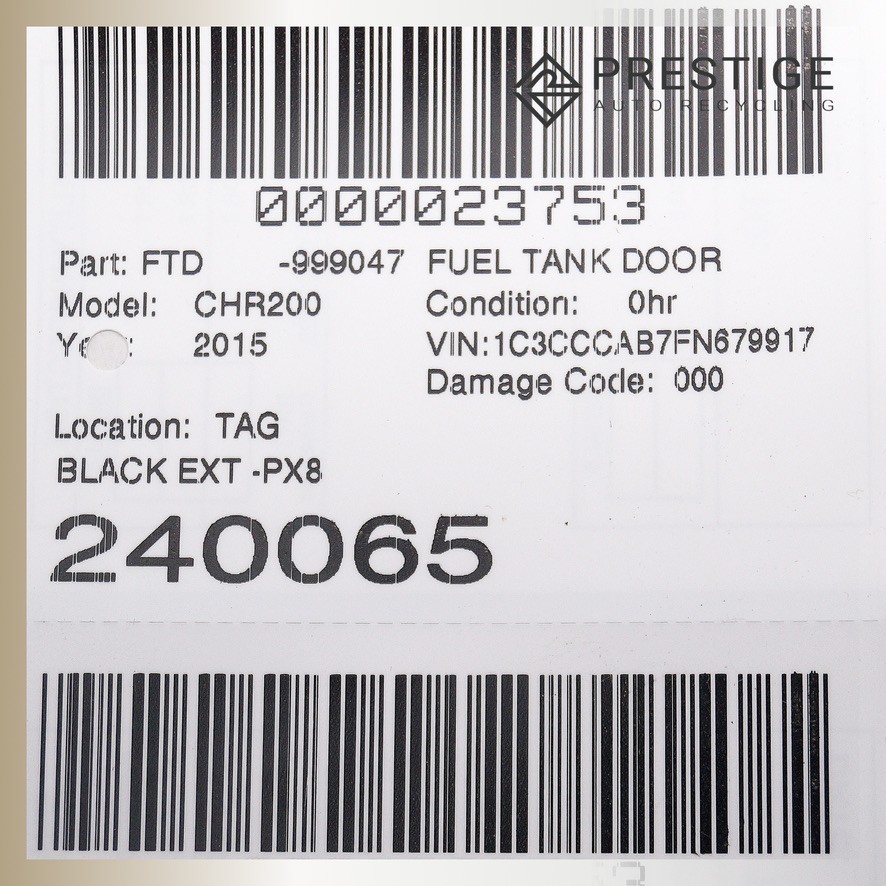 PRESTIGE
AUTO RECYCLING
0000023753
Part: FTD -999047 FUEL TANK DOOR
Model: CHR200 Condition: 0hr
2015 VIN:1C3CCCAB7FN679917
Damage Code: 000
Location: TAG
BLACK EXT -PX8
240065